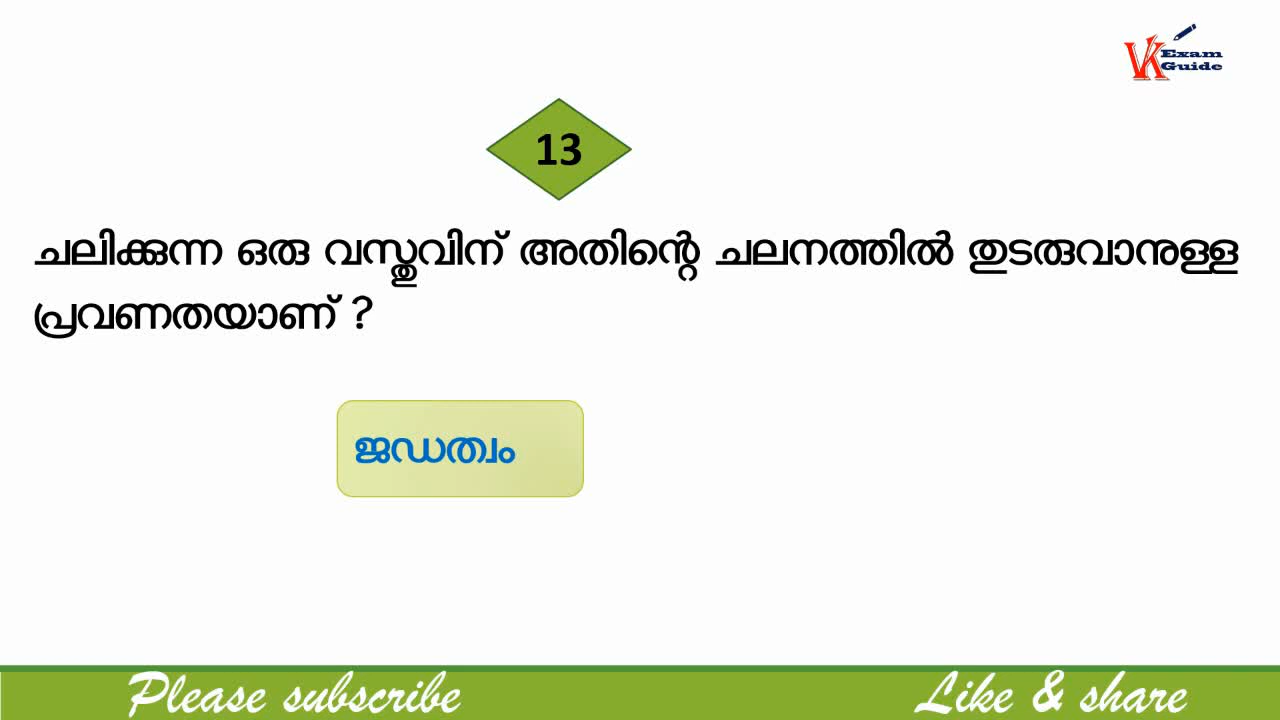 VK Exam
Guide
13
ചലിക്കുന്ന ഒരു വസ്തുവിന് അതിന്റെ ചലനത്തിൽ തുടരുവാനുള്ള
പ്രവണതയാണ് ?
ജഡത്വം
Please subscribe
Like & share